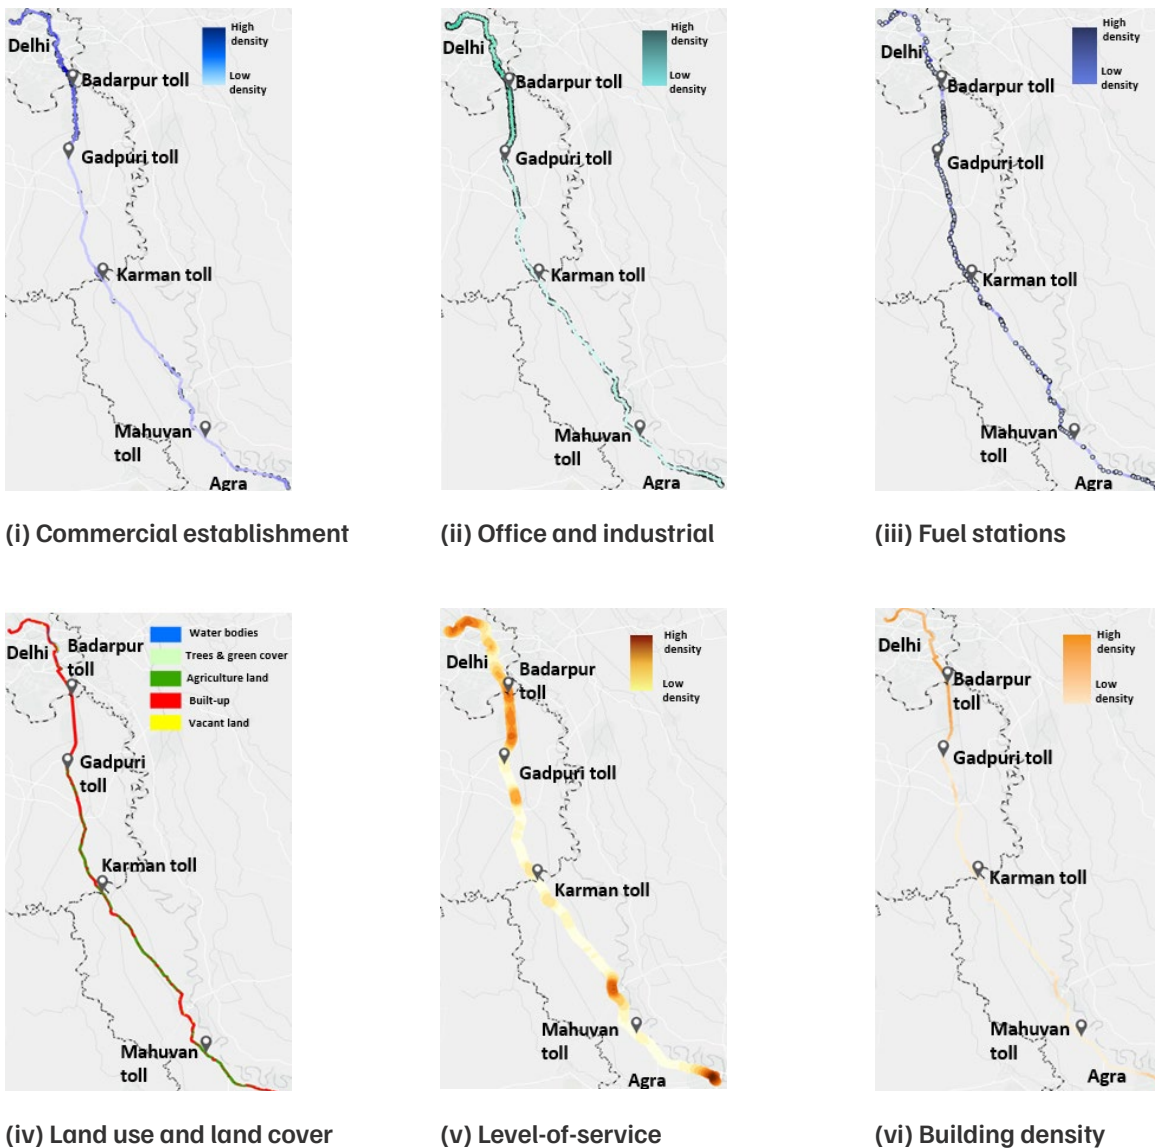 High
density
Delhi
Badarpur toll
Low
density
Gadpuri toll
Karman toll
Mahuvan
toll
Agra
(i) Commercial establishment
High
density
Delhi
Badarpur toll
Low
density
Gadpuri toll
Karman toll
Mahuvan
toll
Agra
(ii) Office and industrial
High
density
Delhi
Low
density
Badarpur toll
Gadpuri toll
Karman toll
Mahuvan
toll
Agra
(iii) Fuel stations
Water bodies
Trees & green cover
Agriculture land
Built-up
Vacant land
Delhi
Badarpur
toll
Gadpuri
toll
Karman toll
Mahuvan
toll
(iv) Land use and land cover
High
density
Low
density
Delhi
Badarpur
toll
Gadpuri toll
Karman toll
Mahuvan
toll
Agra
(v) Level-of-service
High
density
Low
density
Delhi
Badarpur
toll
Gadpuri toll
Karman toll
Mahuvan
toll
Agra
(vi) Building density